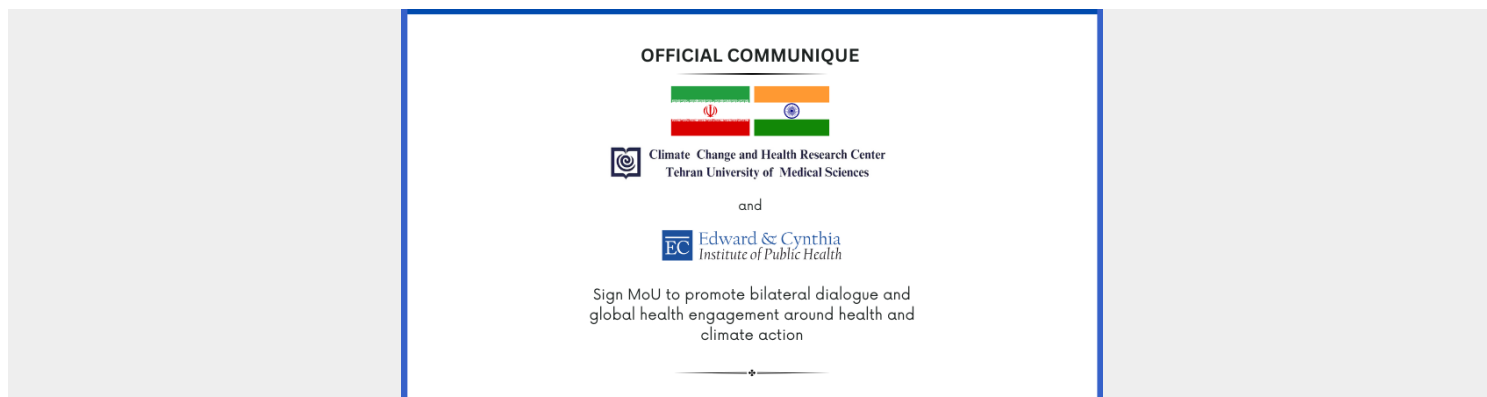 OFFICIAL COMMUNIQUE
Climate Change and Health Research Center
Tehran University of Medical Sciences
and
EC
Edward & Cynthia
Institute of Public Health
Sign MoU to promote bilateral dialogue and
global health engagement around health and
climate action